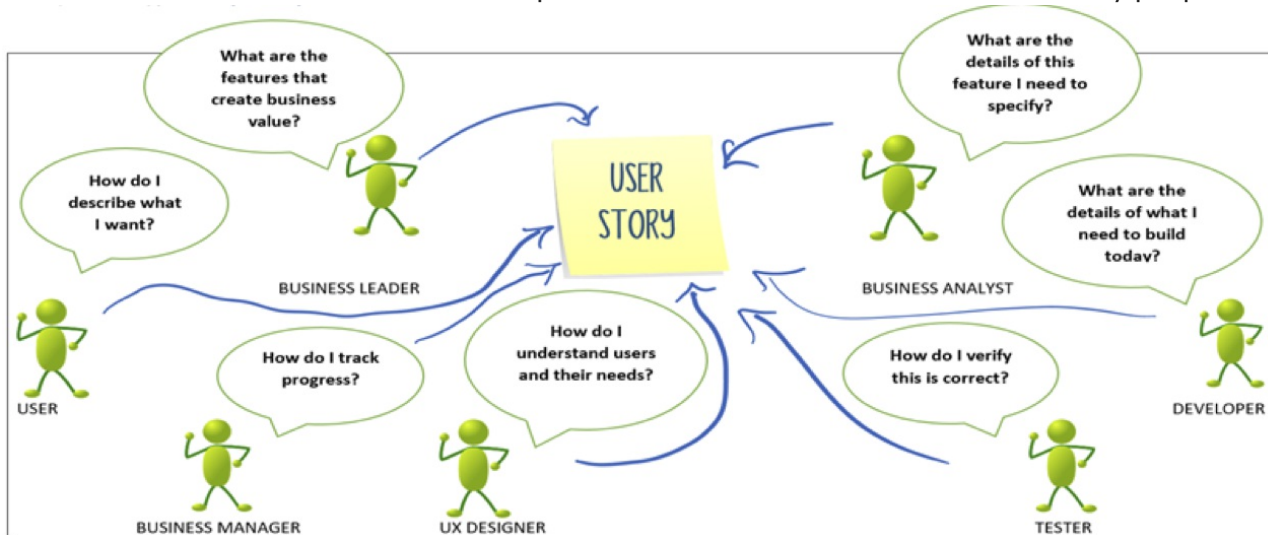 What are the
features that
create business
value?
What are the
details of this
feature I need to
specify?
How do I
describe what
I want?
USER
STORY
What are the
details of what I
need to build
today?
BUSINESS LEADER
BUSINESS ANALYST
How do I track
progress?
How do I
understand users
and their needs?
How do I verify
this is correct?
USER
DEVELOPER
BUSINESS MANAGER
UX DESIGNER
TESTER